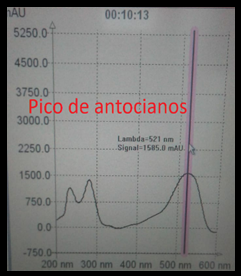 mAU
00:10:13
5250.0
4500.0
3750.0
Pico de antocianos
3000.0
Lambda=521 nm
Signal=1585.0 mAU
2250.0
1500.0
750.0
0.0
-750.0
200 nm 300 nm 400 nm 500 nm 600 nm